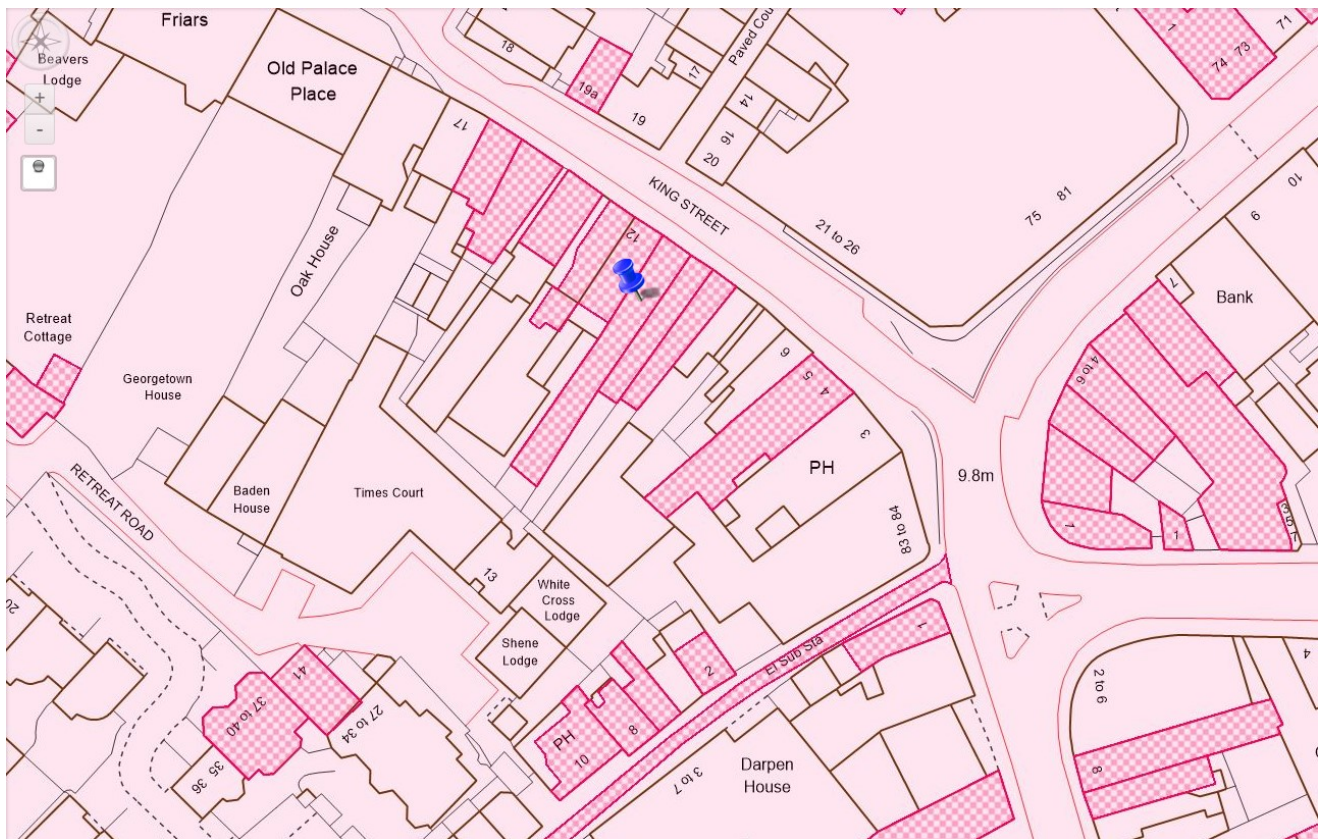 Friars
Beavers
Lodge
+
-
Old Palace
Place
18
19a
17
19
Paved Cou
14
16
20
1
74 73
71
17
KING STREET
12
21 to 26
75 81
10
9
7
Bank
Oak House
Retreat
Cottage
Georgetown
House
6
5
4
3
4 to 6
PH
9.8m
83 to 84
RETREAT ROAD
Baden
House
Times Court
13
White
Cross
Lodge
Shene
Lodge
1
1
El Sub Sta
1
2
20
41
37 to 40
27 to 34
35
36
PH
10
8
3 to 7
Darpen
House
2 to 6
4
8